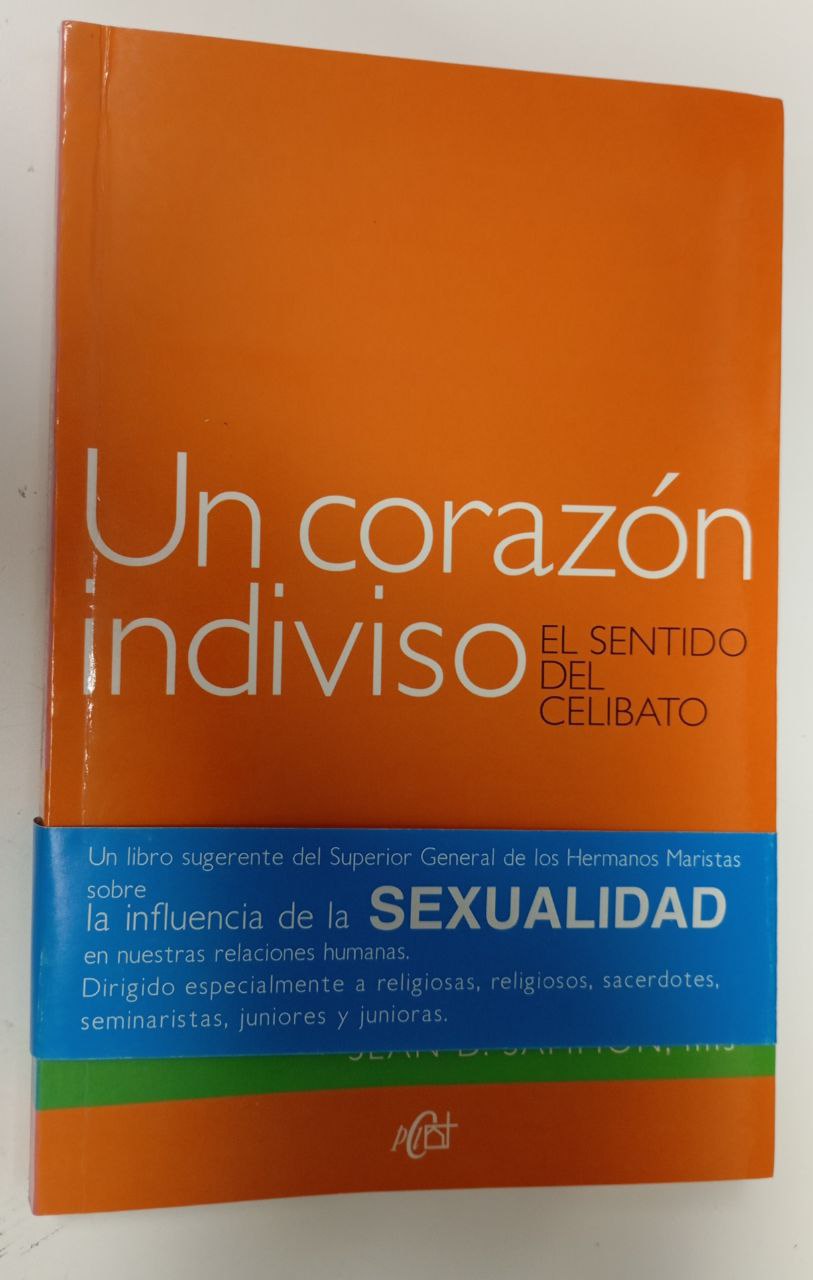 Un corazón
indiviso
EL SENTIDO
DEL
CELIBATO
Un libro sugerente del Superior General de los Hermanos Maristas
sobre
la influencia de la SEXUALIDAD
en nuestras relaciones humanas.
Dirigido especialmente a religiosas, religiosos, sacerdotes,
seminaristas, juniores y junioras.